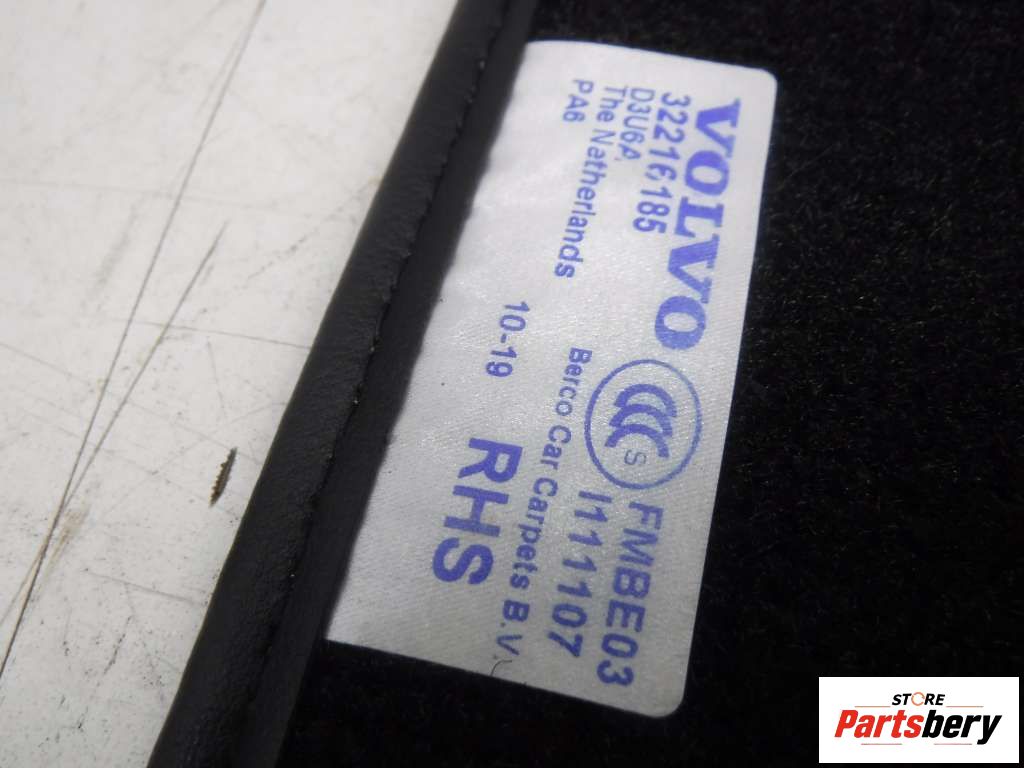 VOLVO
32216185
D3U6A
The Netherlands
PA6
10-19
S
FMBE03
I111107
Berco Car Carpets B.V.
RHS
STORE
Partsbery